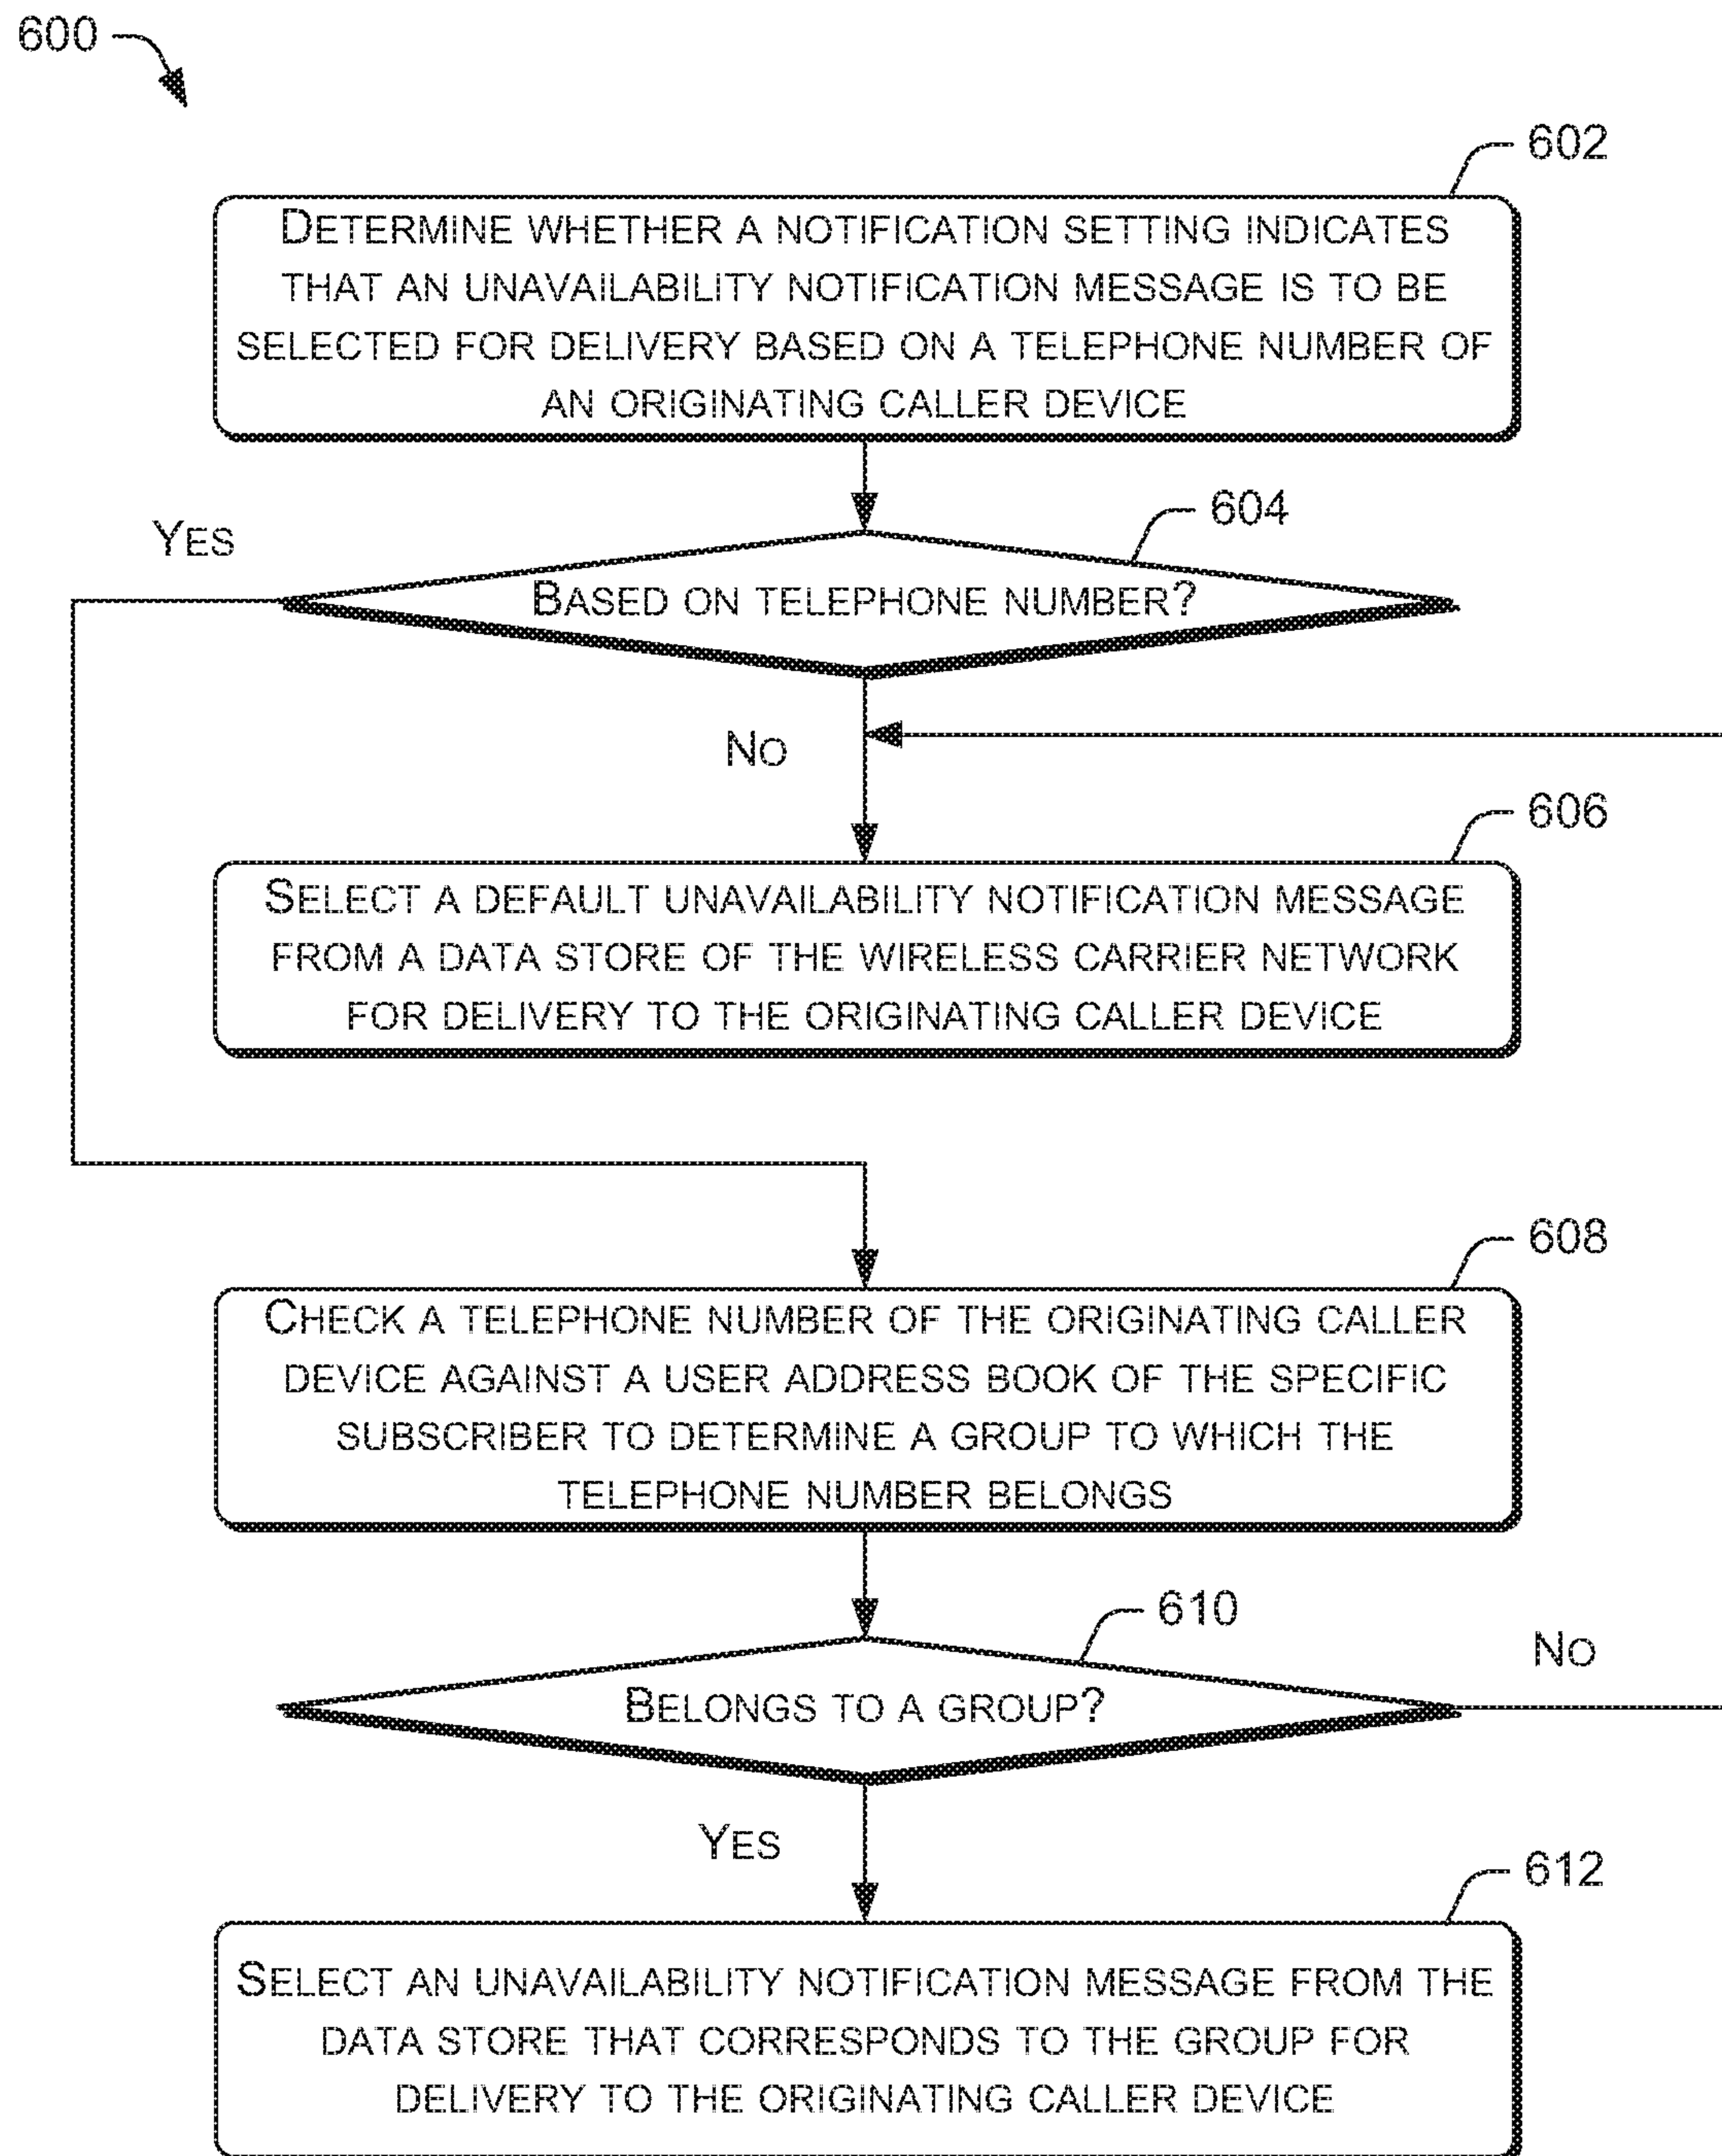 600
602
DETERMINE WHETHER A NOTIFICATION SETTING INDICATES
THAT AN UNAVAILABILITY NOTIFICATION MESSAGE IS TO BE
SELECTED FOR DELIVERY BASED ON A TELEPHONE NUMBER OF
AN ORIGINATING CALLER DEVICE
604
YES
BASED ON TELEPHONE NUMBER?
NO
606
SELECT A DEFAULT UNAVAILABILITY NOTIFICATION MESSAGE
FROM A DATA STORE OF THE WIRELESS CARRIER NETWORK
FOR DELIVERY TO THE ORIGINATING CALLER DEVICE
608
CHECK A TELEPHONE NUMBER OF THE ORIGINATING CALLER
DEVICE AGAINST A USER ADDRESS BOOK OF THE SPECIFIC
SUBSCRIBER TO DETERMINE A GROUP TO WHICH THE
TELEPHONE NUMBER BELONGS
610
NO
BELONGS TO A GROUP?
YES
612
SELECT AN UNAVAILABILITY NOTIFICATION MESSAGE FROM THE
DATA STORE THAT CORRESPONDS TO THE GROUP FOR
DELIVERY TO THE ORIGINATING CALLER DEVICE